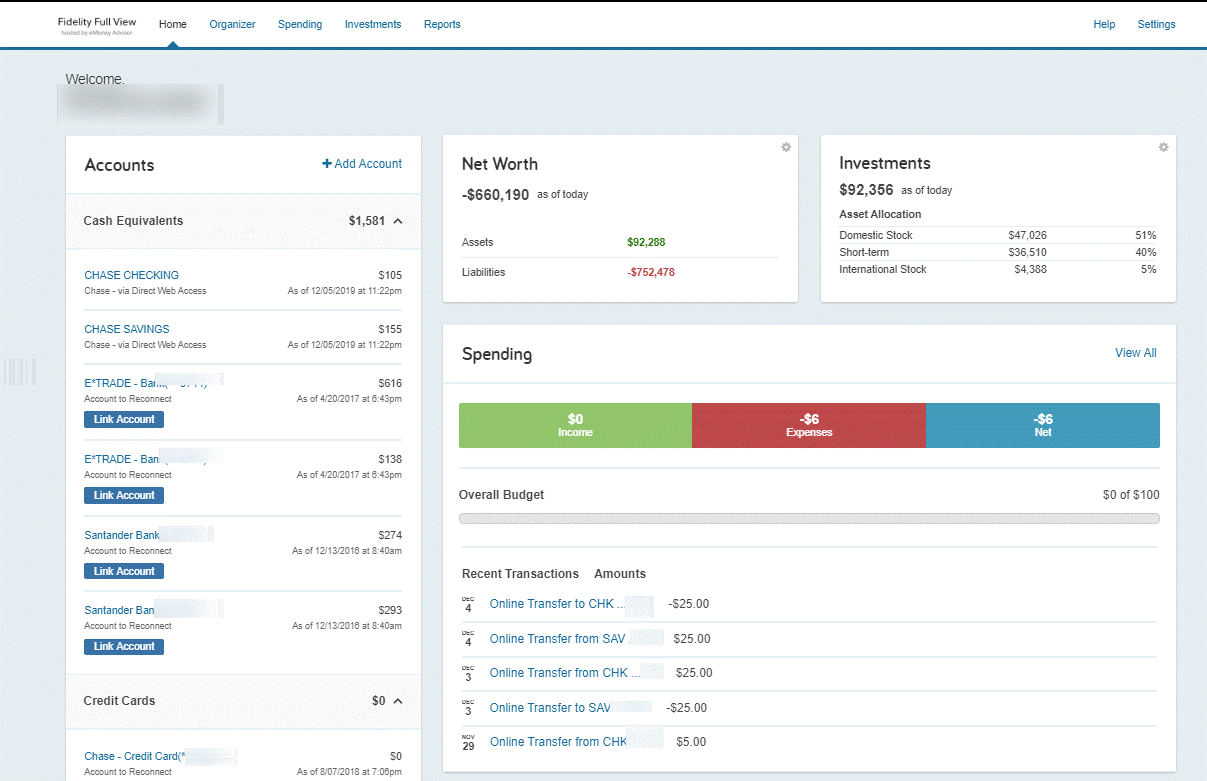 Fidelity Full View
hosted by eMoney Advisor
Home Organizer Spending Investments Reports Help Settings
Welcome,
Accounts
+ Add Account
Cash Equivalents $1,581
CHASE CHECKING $105
Chase - via Direct Web Access As of 12/05/2019 at 11:22pm
CHASE SAVINGS $155
Chase - via Direct Web Access As of 12/05/2019 at 11:22pm
E*TRADE - Bank( $616
Account to Reconnect As of 4/20/2017 at 6:43pm
Link Account
E*TRADE - Ban $138
Account to Reconnect As of 4/20/2017 at 6:43pm
Link Account
Santander Bank $274
Account to Reconnect As of 12/13/2016 at 8:40am
Link Account
Santander Ban $293
Account to Reconnect As of 12/13/2016 at 8:40am
Link Account
Credit Cards $0
Chase - Credit Card(* $0
Account to Reconnect As of 8/07/2018 at 7:06pm
Net Worth
-$660,190 as of today
Assets $92,288
Liabilities -$752,478
Investments
$92,356 as of today
Asset Allocation
Domestic Stock $47,026 51%
Short-term $36,510 40%
International Stock $4,388 5%
Spending
View All
$0 -$6 -$6
Income Expenses Net
Overall Budget $0 of $100
Recent Transactions Amounts
DEC 4 Online Transfer to CHK ... -$25.00
DEC 4 Online Transfer from SAV $25.00
DEC 3 Online Transfer from CHK ... $25.00
DEC 3 Online Transfer to SAV -$25.00
NOV 29 Online Transfer from CHK $5.00